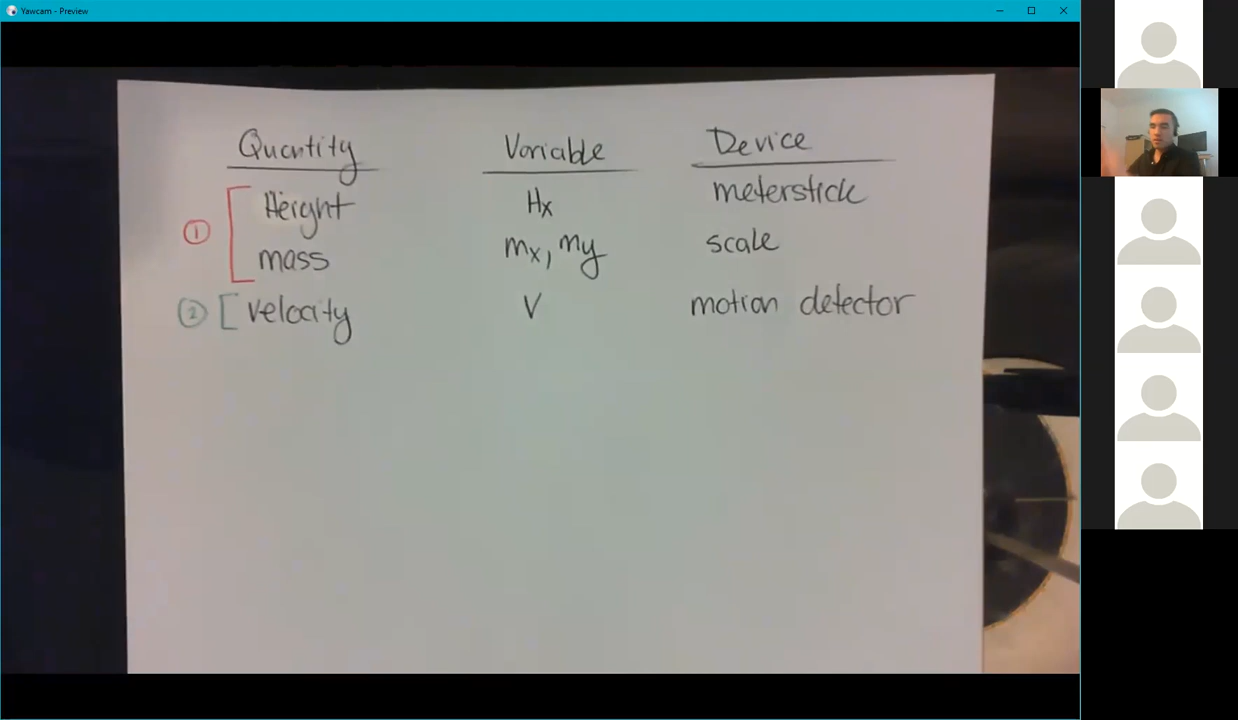 Yawcam - Preview
Quantity Variable Device
① Height Hx meterstick
mass mx, my scale
② velocity V motion detector